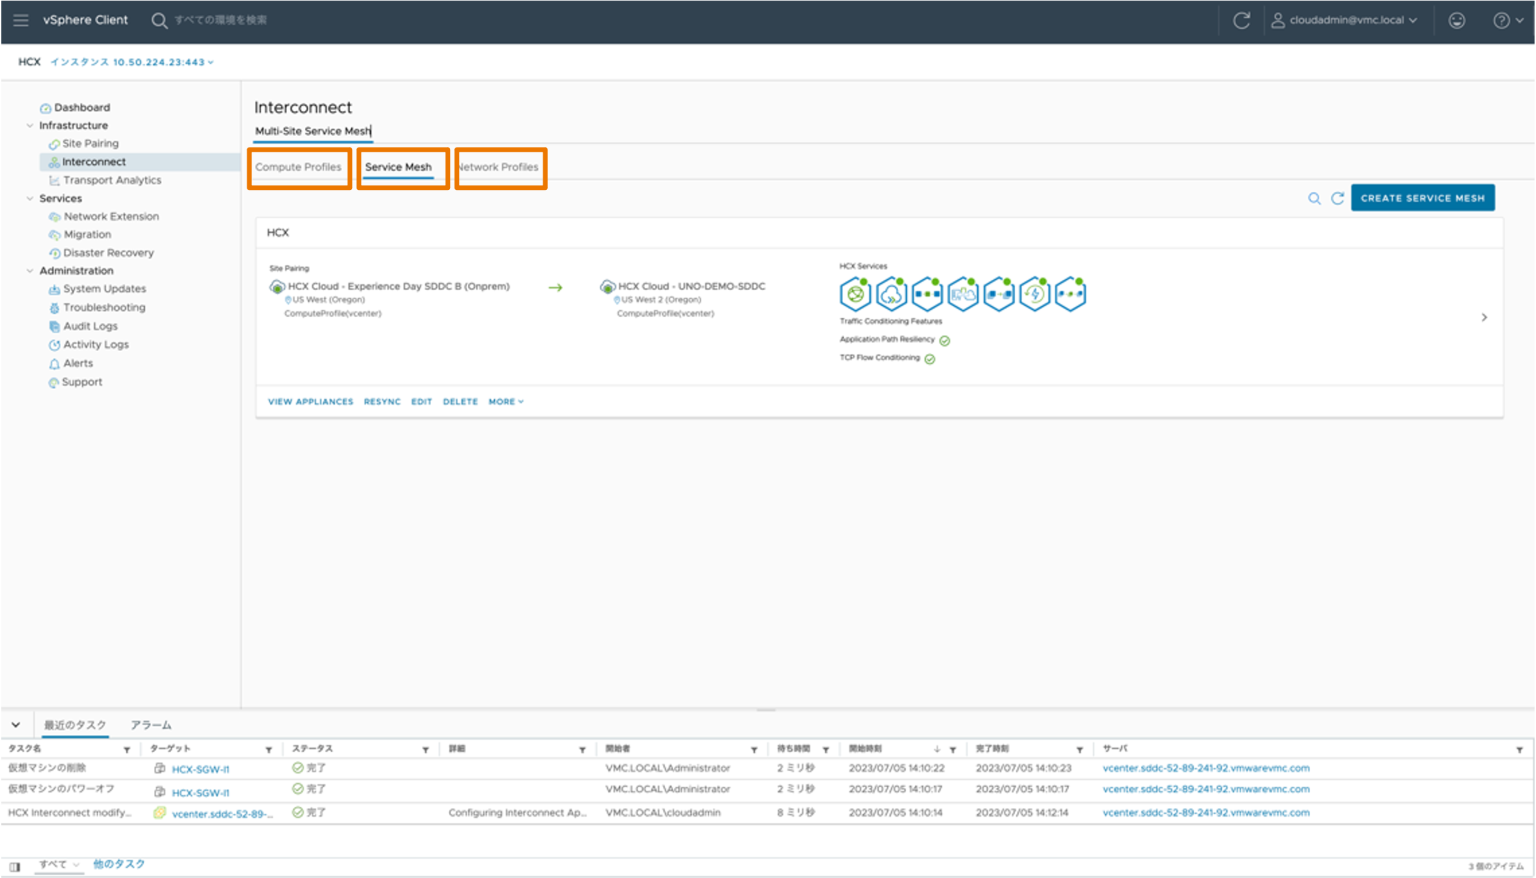 vSphere Client
すべての環境を検索
cloudadmin@vmc.local
HCX インスタンス 10.50.224.23:443
Dashboard
Infrastructure
Site Pairing
Interconnect
Transport Analytics
Services
Network Extension
Migration
Disaster Recovery
Administration
System Updates
Troubleshooting
Audit Logs
Activity Logs
Alerts
Support
Interconnect
Multi-Site Service Mesh
Compute Profiles
Service Mesh
Network Profiles
CREATE SERVICE MESH
HCX
Site Pairing
HCX Cloud - Experience Day SDDC B (Onprem)
US West (Oregon)
ComputeProfile(vcenter)
HCX Cloud - UNO-DEMO-SDDC
US West 2 (Oregon)
ComputeProfile(vcenter)
HCX Services
Traffic Conditioning Features
Application Path Resiliency
TCP Flow Conditioning
VIEW APPLIANCES RESYNC EDIT DELETE MORE
最近のタスク アラーム
タスク名 ターゲット ステータス 詳細 開始者 待ち時間 開始時刻 完了時刻 サーバ
仮想マシンの削除 HCX-SGW-I1 完了 VMC.LOCAL\Administrator 2 ミリ秒 2023/07/05 14:10:22 2023/07/05 14:10:23 vcenter.sddc-52-89-241-92.vmwarevmc.com
仮想マシンのパワーオフ HCX-SGW-I1 完了 VMC.LOCAL\Administrator 2 ミリ秒 2023/07/05 14:10:17 2023/07/05 14:10:17 vcenter.sddc-52-89-241-92.vmwarevmc.com
HCX Interconnect modify... vcenter.sddc-52-89-... 完了 Configuring Interconnect Ap... VMC.LOCAL\cloudadmin 8 ミリ秒 2023/07/05 14:10:14 2023/07/05 14:12:14 vcenter.sddc-52-89-241-92.vmwarevmc.com
すべて 他のタスク
3 個のアイテム